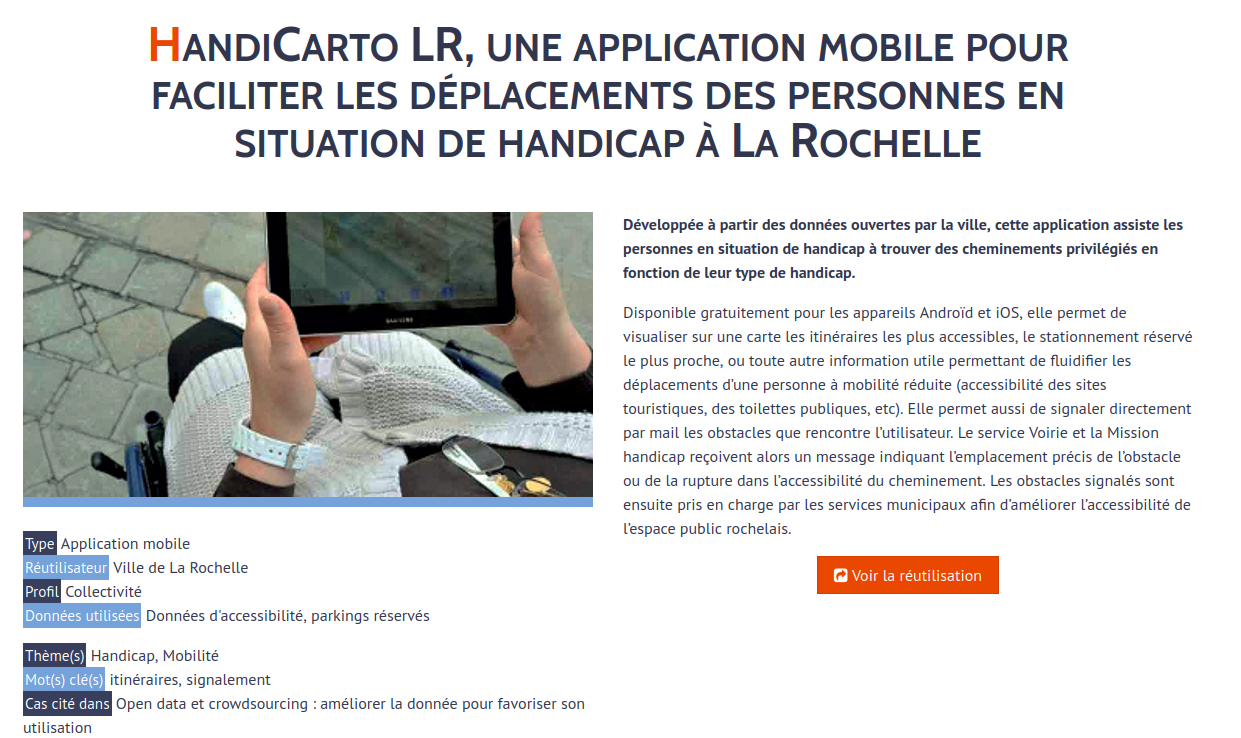 HandiCarto LR, une application mobile pour
faciliter les déplacements des personnes en
situation de handicap à La Rochelle
SAMSUNG
Développée à partir des données ouvertes par la ville, cette application assiste les
personnes en situation de handicap à trouver des cheminements privilégiés en
fonction de leur type de handicap.
Disponible gratuitement pour les appareils Androïd et iOS, elle permet de
visualiser sur une carte les itinéraires les plus accessibles, le stationnement réservé
le plus proche, ou toute autre information utile permettant de fluidifier les
déplacements d'une personne à mobilité réduite (accessibilité des sites
touristiques, des toilettes publiques, etc). Elle permet aussi de signaler directement
par mail les obstacles que rencontre l'utilisateur. Le service Voirie et la Mission
handicap reçoivent alors un message indiquant l'emplacement précis de l'obstacle
ou de la rupture dans l'accessibilité du cheminement. Les obstacles signalés sont
ensuite pris en charge par les services municipaux afin d'améliorer l'accessibilité de
l'espace public rochelais.
Voir la réutilisation
Type Application mobile
Réutilisateur Ville de La Rochelle
Profil Collectivité
Données utilisées Données d'accessibilité, parkings réservés
Thème(s) Handicap, Mobilité
Mot(s) clé(s) itinéraires, signalement
Cas cité dans Open data et crowdsourcing : améliorer la donnée pour favoriser son
utilisation